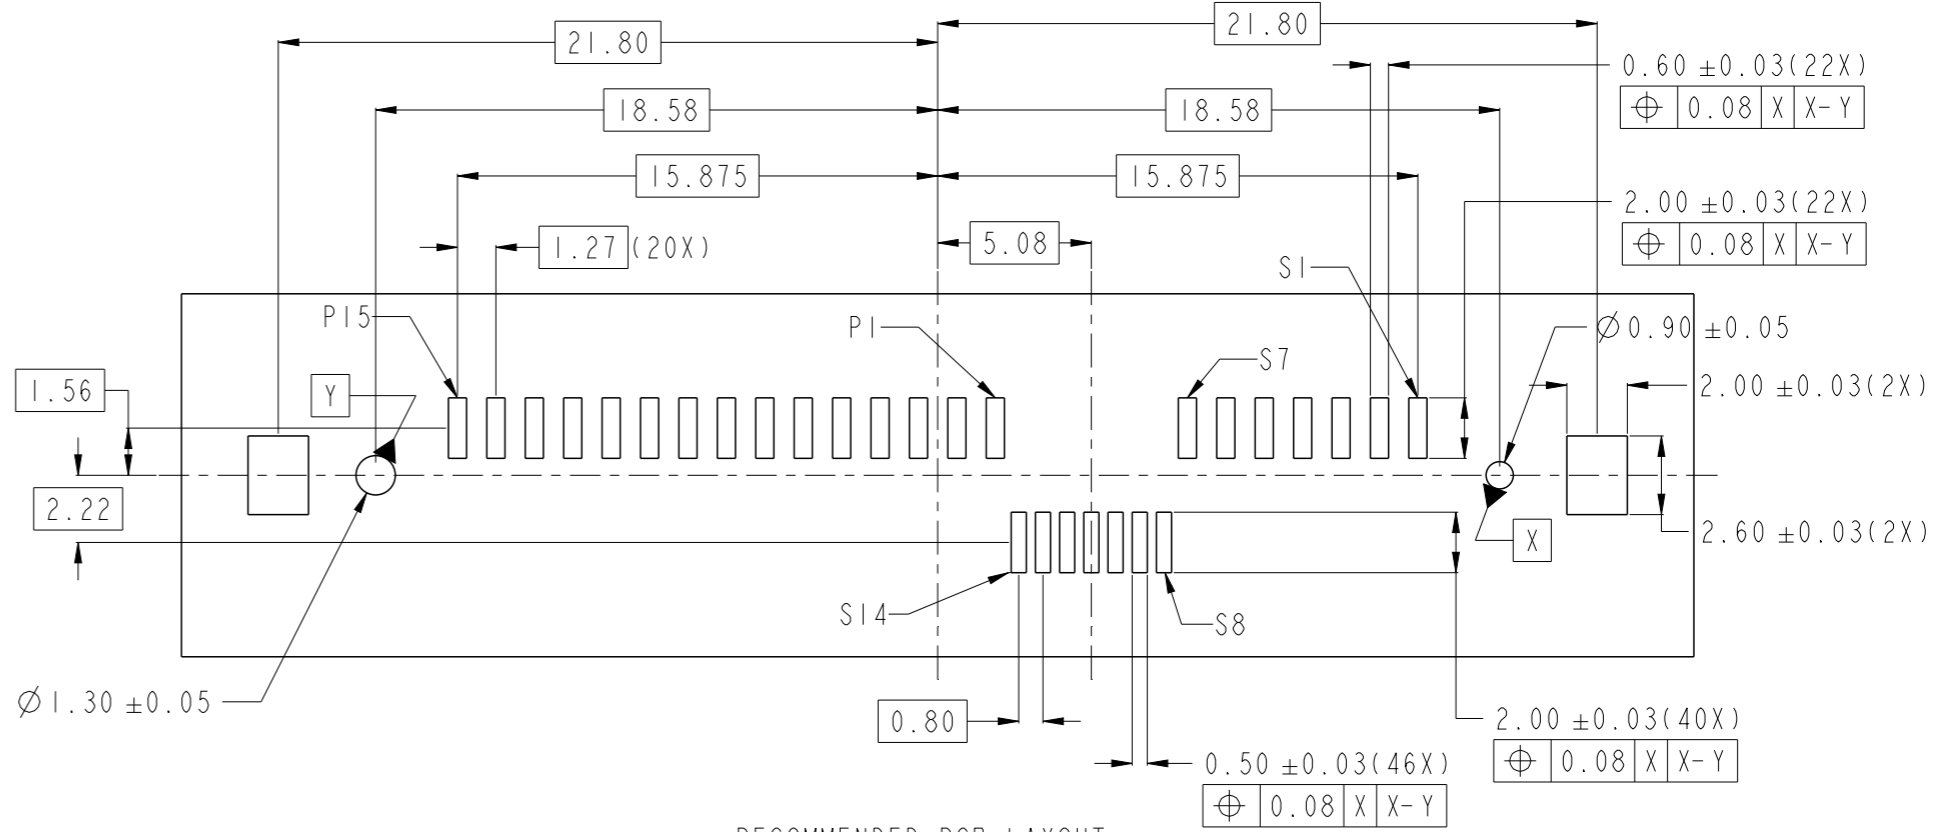 21.80
21.80
0.60 ±0.03(22X)
⌖ 0.08 X X-Y
18.58
18.58
15.875
15.875
2.00 ±0.03(22X)
⌖ 0.08 X X-Y
1.27 (20X)
5.08
S1
P15
P1
S7
Ø0.90 ±0.05
1.56
Y
2.00 ±0.03(2X)
2.22
X
2.60 ±0.03(2X)
S14
S8
Ø1.30 ±0.05
0.80
2.00 ±0.03(40X)
⌖ 0.08 X X-Y
0.50 ±0.03(46X)
⌖ 0.08 X X-Y
RECOMMENDED PCB LAYOUT